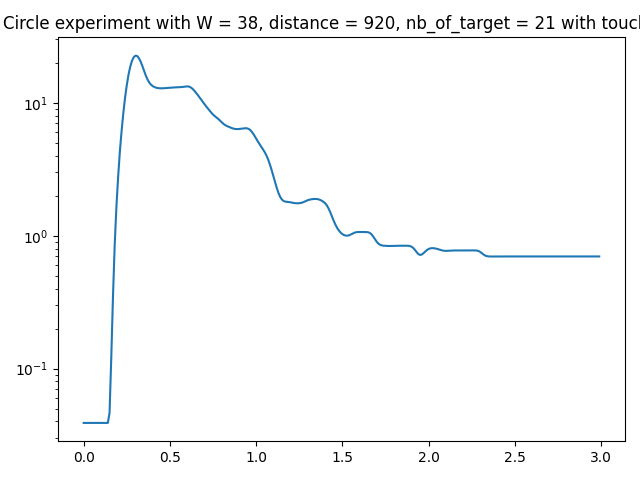 Circle experiment with W = 38, distance = 920, nb_of_target = 21 with touc
10¹
10⁰
10⁻¹
0.0 0.5 1.0 1.5 2.0 2.5 3.0